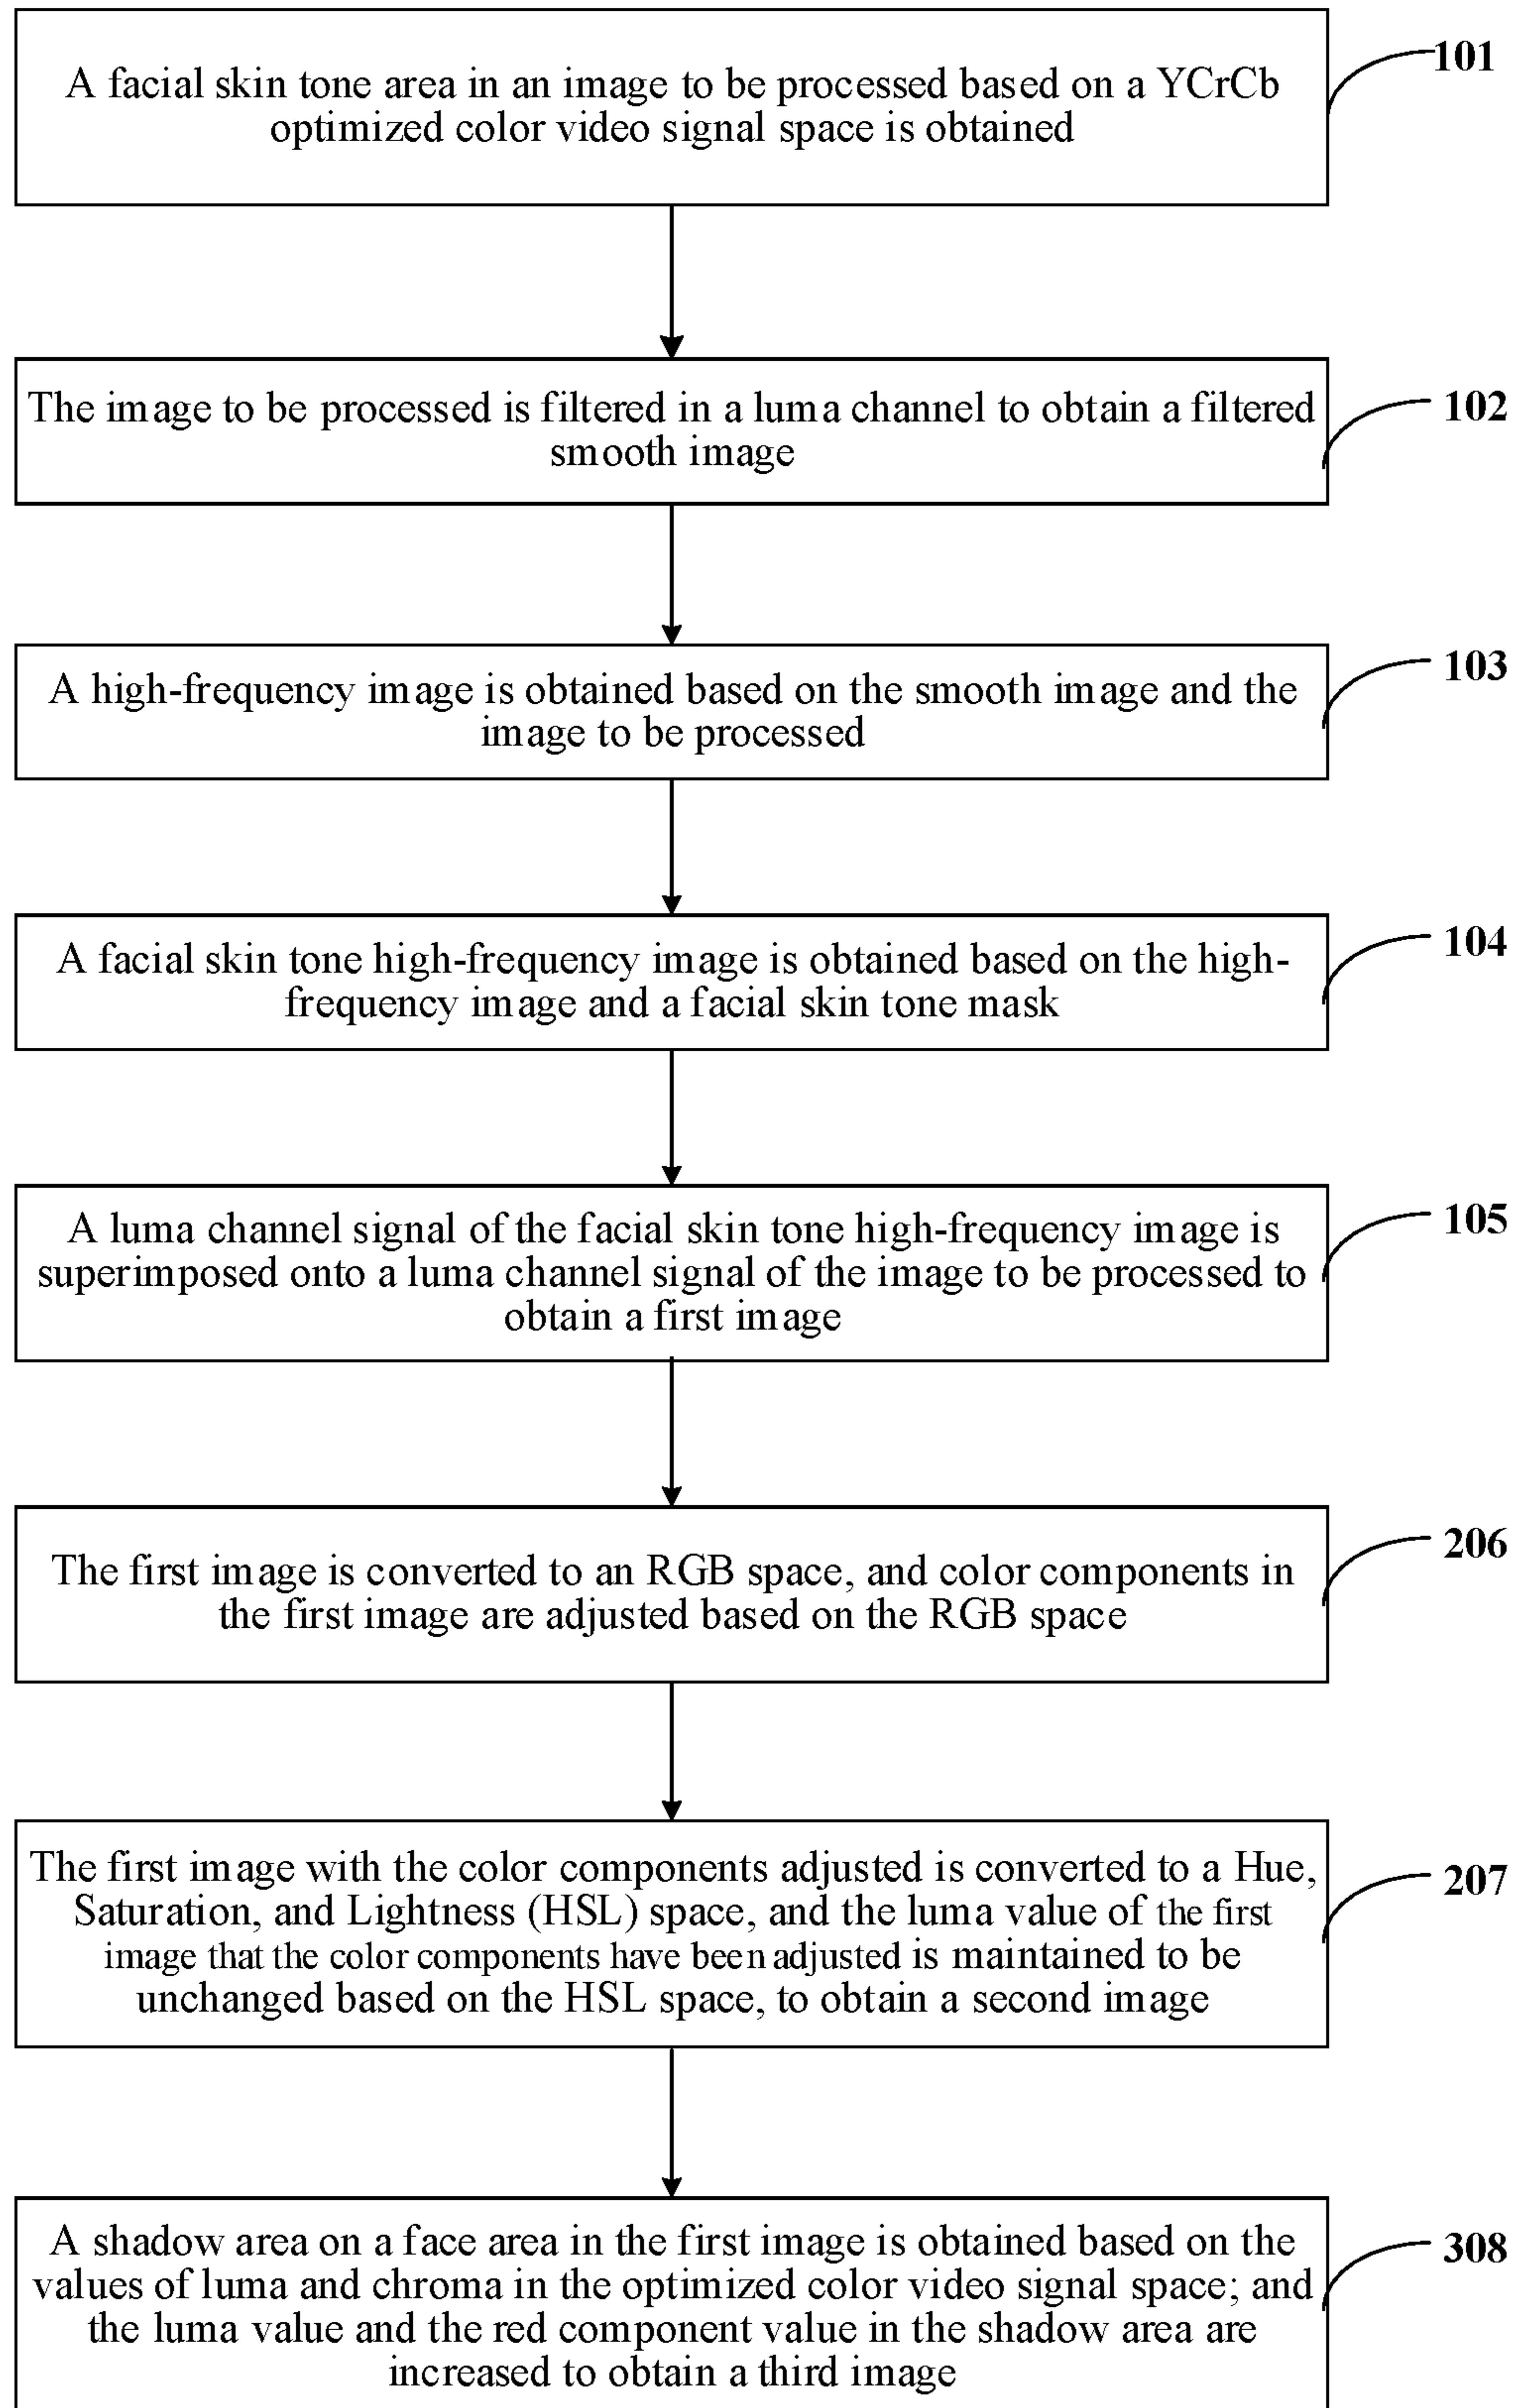 A facial skin tone area in an image to be processed based on a YCrCb
optimized color video signal space is obtained
101
The image to be processed is filtered in a luma channel to obtain a filtered
smooth image
102
A high-frequency image is obtained based on the smooth image and the
image to be processed
103
A facial skin tone high-frequency image is obtained based on the high-
frequency image and a facial skin tone mask
104
A luma channel signal of the facial skin tone high-frequency image is
superimposed onto a luma channel signal of the image to be processed to
obtain a first image
105
The first image is converted to an RGB space, and color components in
the first image are adjusted based on the RGB space
206
The first image with the color components adjusted is converted to a Hue,
Saturation, and Lightness (HSL) space, and the luma value of the first
image that the color components have been adjusted is maintained to be
unchanged based on the HSL space, to obtain a second image
207
A shadow area on a face area in the first image is obtained based on the
values of luma and chroma in the optimized color video signal space; and
the luma value and the red component value in the shadow area are
increased to obtain a third image
308